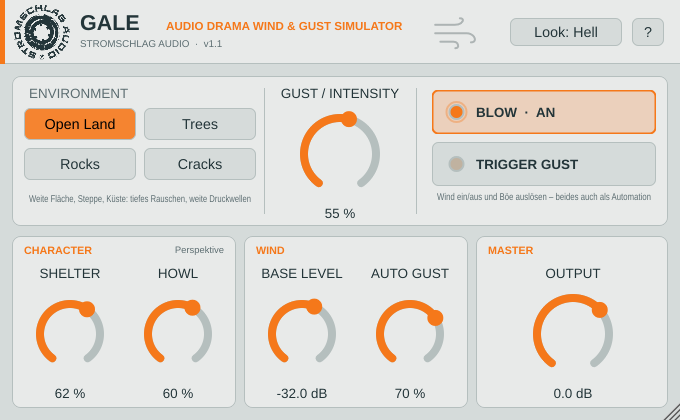 STROMSCHLAG AUDIO
GALE
AUDIO DRAMA WIND & GUST SIMULATOR
STROMSCHLAG AUDIO · v1.1
Look: Hell
?
ENVIRONMENT
Open Land
Trees
Rocks
Cracks
Weite Fläche, Steppe, Küste: tiefes Rauschen, weite Druckwellen
GUST / INTENSITY
55 %
BLOW · AN
TRIGGER GUST
Wind ein/aus und Böe auslösen – beides auch als Automation
CHARACTER
Perspektive
SHELTER
HOWL
62 %
60 %
WIND
BASE LEVEL
AUTO GUST
-32.0 dB
70 %
MASTER
OUTPUT
0.0 dB